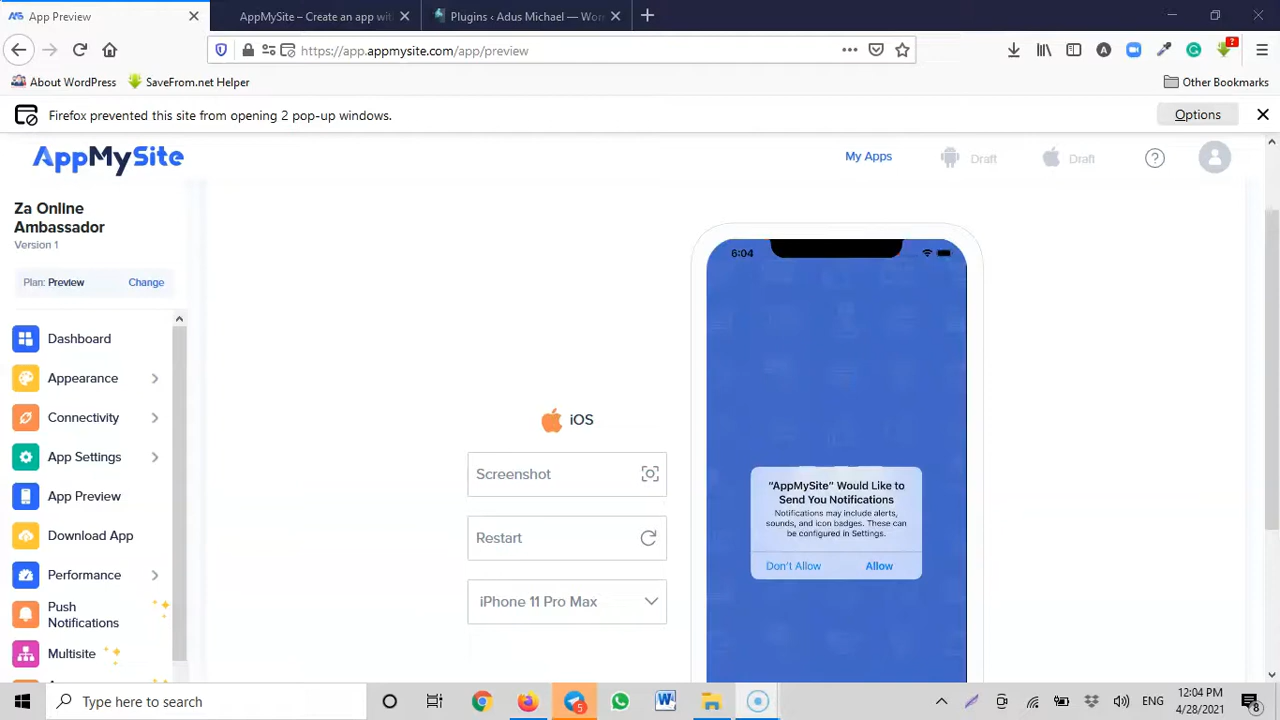 App Preview
AppMySite – Create an app wit
Plugins ‹ Adus Michael — Wor
https://app.appmysite.com/app/preview
About WordPress
SaveFrom.net Helper
Other Bookmarks
Firefox prevented this site from opening 2 pop-up windows.
Options
AppMySite
My Apps
Draft
Draft
Za Online
Ambassador
Version 1
Plan: Preview
Change
Dashboard
Appearance
Connectivity
App Settings
App Preview
Download App
Performance
Push
Notifications
Multisite
iOS
Screenshot
Restart
iPhone 11 Pro Max
6:04
"AppMySite" Would Like to
Send You Notifications
Notifications may include alerts,
sounds, and icon badges. These can
be configured in Settings.
Don't Allow
Allow
Type here to search
5
ENG
12:04 PM
4/28/2021
8